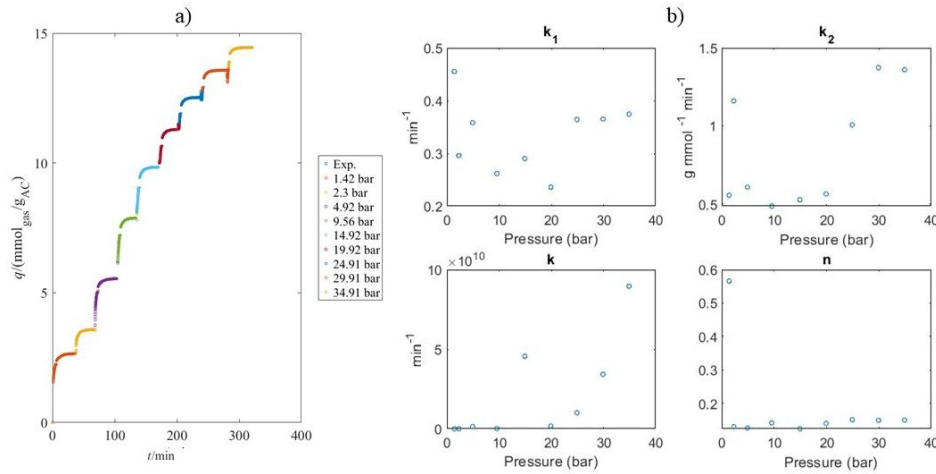 a)
15
10
5
0
q/(mmol_gas/g_AC)
0 100 200 300 400
t/min
Exp.
1.42 bar
2.3 bar
4.92 bar
9.56 bar
14.92 bar
19.92 bar
24.91 bar
29.91 bar
34.91 bar
b)
k₁
0.5
0.4
0.3
0.2
min⁻¹
0 10 20 30 40
Pressure (bar)
k₂
1.5
1
0.5
g mmol⁻¹ min⁻¹
0 10 20 30 40
Pressure (bar)
k
×10¹⁰
10
5
0
min⁻¹
0 10 20 30 40
Pressure (bar)
n
0.6
0.5
0.4
0.3
0.2
0 10 20 30 40
Pressure (bar)